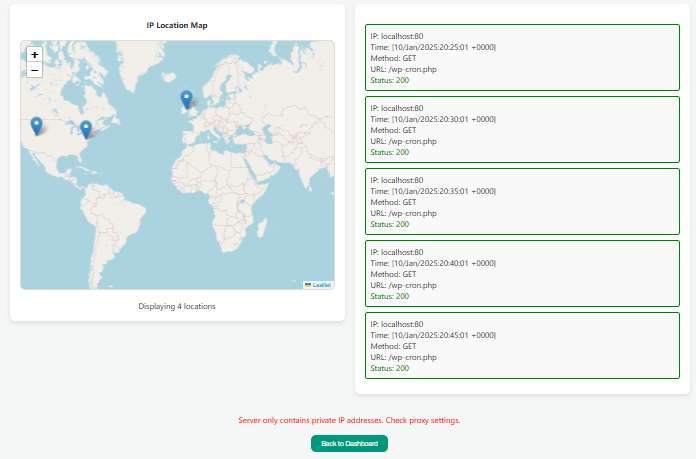 IP Location Map
+
−
Leaflet
Displaying 4 locations
IP: localhost:80
Time: [10/Jan/2025:20:25:01 +0000]
Method: GET
URL: /wp-cron.php
Status: 200
IP: localhost:80
Time: [10/Jan/2025:20:30:01 +0000]
Method: GET
URL: /wp-cron.php
Status: 200
IP: localhost:80
Time: [10/Jan/2025:20:35:01 +0000]
Method: GET
URL: /wp-cron.php
Status: 200
IP: localhost:80
Time: [10/Jan/2025:20:40:01 +0000]
Method: GET
URL: /wp-cron.php
Status: 200
IP: localhost:80
Time: [10/Jan/2025:20:45:01 +0000]
Method: GET
URL: /wp-cron.php
Status: 200
Server only contains private IP addresses. Check proxy settings.
Back to Dashboard